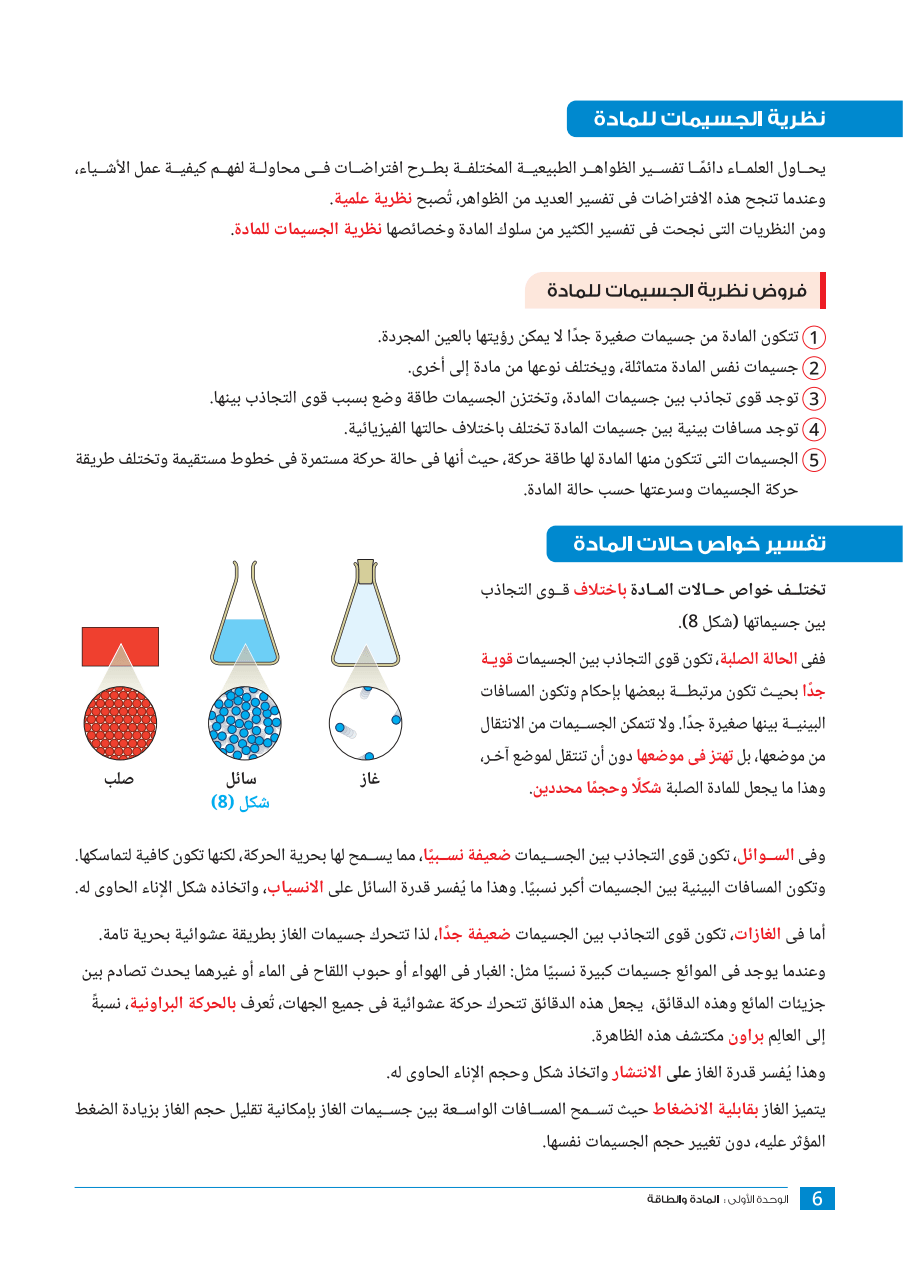 نظرية الجسيمات للمادة
يحـاول العلمـاء دائمًـا تفسـير الظواهـر الطبيعيـة المختلفـة بطـرح افتراضـات فـى محاولـة لفهـم كيفيـة عمل الأشـياء،
وعندما تنجح هذه الافتراضات فى تفسير العديد من الظواهر، تُصبح نظرية علمية.
ومن النظريات التى نجحت فى تفسير الكثير من سلوك المادة وخصائصها نظرية الجسيمات للمادة.
فروض نظرية الجسيمات للمادة
1 تتكون المادة من جسيمات صغيرة جدًا لا يمكن رؤيتها بالعين المجردة.
2 جسيمات نفس المادة متماثلة، ويختلف نوعها من مادة إلى أخرى.
3 توجد قوى تجاذب بين جسيمات المادة، وتختزن الجسيمات طاقة وضع بسبب قوى التجاذب بينها.
4 توجد مسافات بينية بين جسيمات المادة تختلف باختلاف حالتها الفيزيائية.
5 الجسيمات التى تتكون منها المادة لها طاقة حركة، حيث أنها فى حالة حركة مستمرة فى خطوط مستقيمة وتختلف طريقة
حركة الجسيمات وسرعتها حسب حالة المادة.
تفسير خواص حالات المادة
تختلـف خواص حـالات المـادة باختلاف قـوى التجاذب
بين جسيماتها (شكل 8).
ففى الحالة الصلبة، تكون قوى التجاذب بين الجسيمات قويـة
جدًا بحيـث تكون مرتبطـة ببعضها بإحكام وتكون المسافات
البينيـة بينها صغيرة جدًا. ولا تتمكن الجسـيمات من الانتقال
من موضعها، بل تهتز فى موضعها دون أن تنتقل لموضع آخـر،
وهذا ما يجعل للمادة الصلبة شكلًا وحجمًا محددين.
غاز
سائل
صلب
شكل (8)
وفى السـوائل، تكون قوى التجاذب بين الجسـيمات ضعيفة نسـبيًا، مما يسـمح لها بحرية الحركة، لكنها تكون كافية لتماسكها.
وتكون المسافات البينية بين الجسيمات أكبر نسبيًا. وهذا ما يُفسر قدرة السائل على الانسياب، واتخاذه شكل الإناء الحاوى له.
أما فى الغازات، تكون قوى التجاذب بين الجسيمات ضعيفة جدًا، لذا تتحرك جسيمات الغاز بطريقة عشوائية بحرية تامة.
وعندما يوجد فى الموائع جسيمات كبيرة نسبيًا مثل: الغبار فى الهواء أو حبوب اللقاح فى الماء أو غيرهما يحدث تصادم بين
جزيئات المائع وهذه الدقائق، يجعل هذه الدقائق تتحرك حركة عشوائية فى جميع الجهات، تُعرف بالحركة البراونية، نسبةً
إلى العالِم براون مكتشف هذه الظاهرة.
وهذا يُفسر قدرة الغاز على الانتشار واتخاذ شكل وحجم الإناء الحاوى له.
يتميز الغاز بقابلية الانضغاط حيث تسـمح المسـافات الواسـعة بين جسـيمات الغاز بإمكانية تقليل حجم الغاز بزيادة الضغط
المؤثر عليه، دون تغيير حجم الجسيمات نفسها.
6 الوحدة الأولى : المادة والطاقة